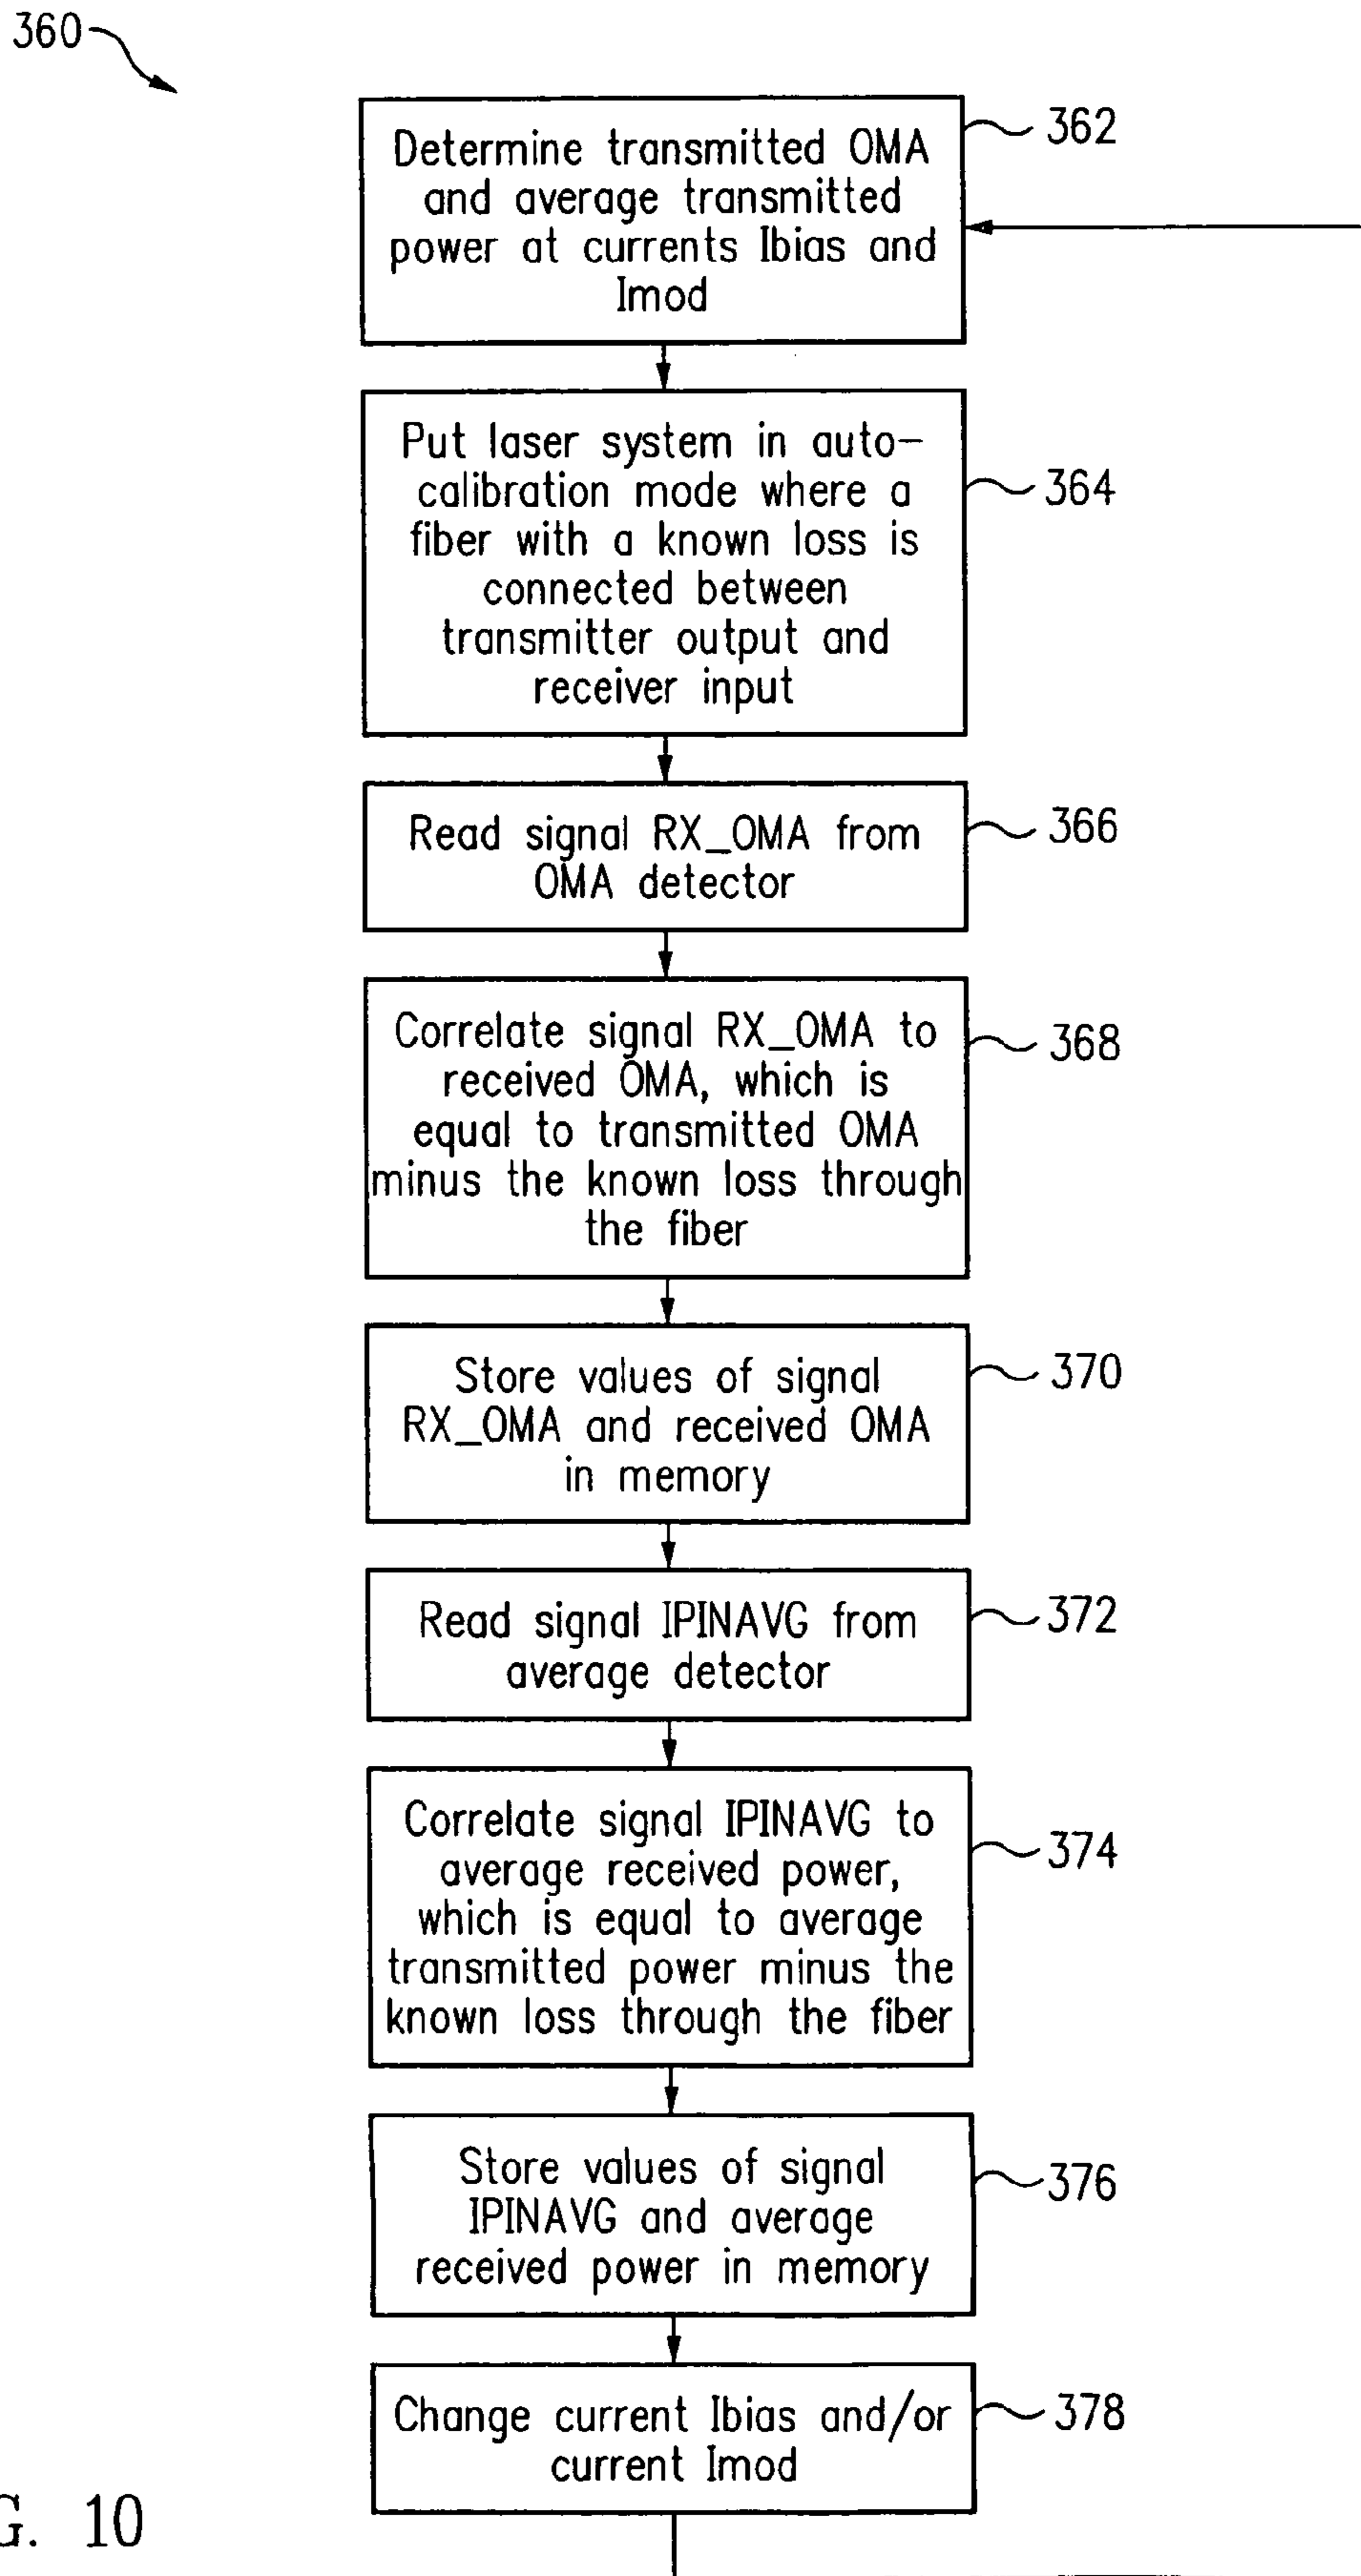 360
362
Determine transmitted OMA
and average transmitted
power at currents Ibias and
Imod
Put laser system in auto-
calibration mode where a
fiber with a known loss is
connected between
transmitter output and
receiver input
364
Read signal RX_OMA from
OMA detector
366
Correlate signal RX_OMA to
received OMA, which is
equal to transmitted OMA
minus the known loss through
the fiber
368
Store values of signal
RX_OMA and received OMA
in memory
370
Read signal IPINAVG from
average detector
372
Correlate signal IPINAVG to
average received power,
which is equal to average
transmitted power minus the
known loss through the fiber
374
Store values of signal
IPINAVG and average
received power in memory
376
Change current Ibias and/or
current Imod
378
G. 10